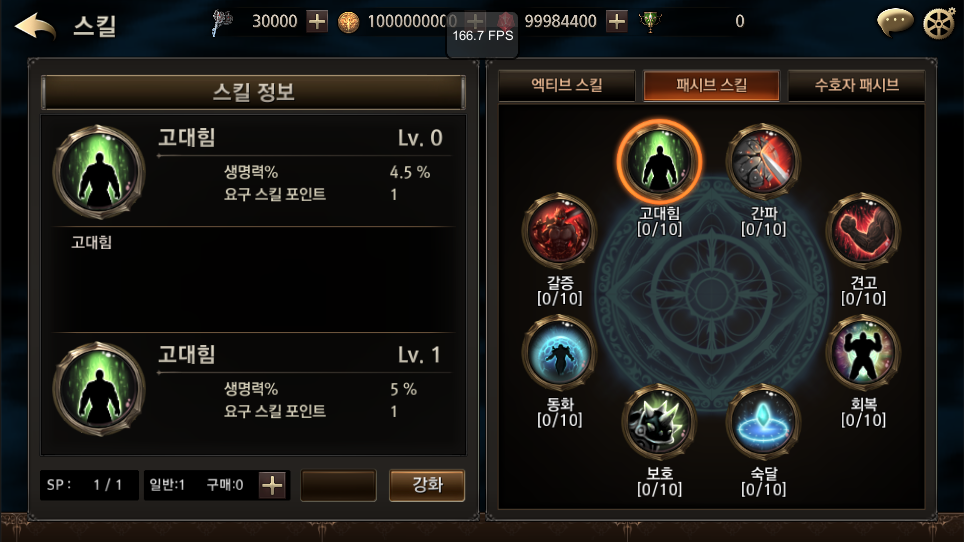 스킬
30000
1000000000
99984400
0
166.7 FPS
스킬 정보
고대힘 Lv. 0
생명력% 4.5 %
요구 스킬 포인트 1
고대힘
고대힘 Lv. 1
생명력% 5 %
요구 스킬 포인트 1
SP : 1 / 1
일반:1 구매:0
강화
엑티브 스킬
패시브 스킬
수호자 패시브
고대힘
[0/10]
간파
[0/10]
갈증
[0/10]
견고
[0/10]
동화
[0/10]
회복
[0/10]
보호
[0/10]
숙달
[0/10]